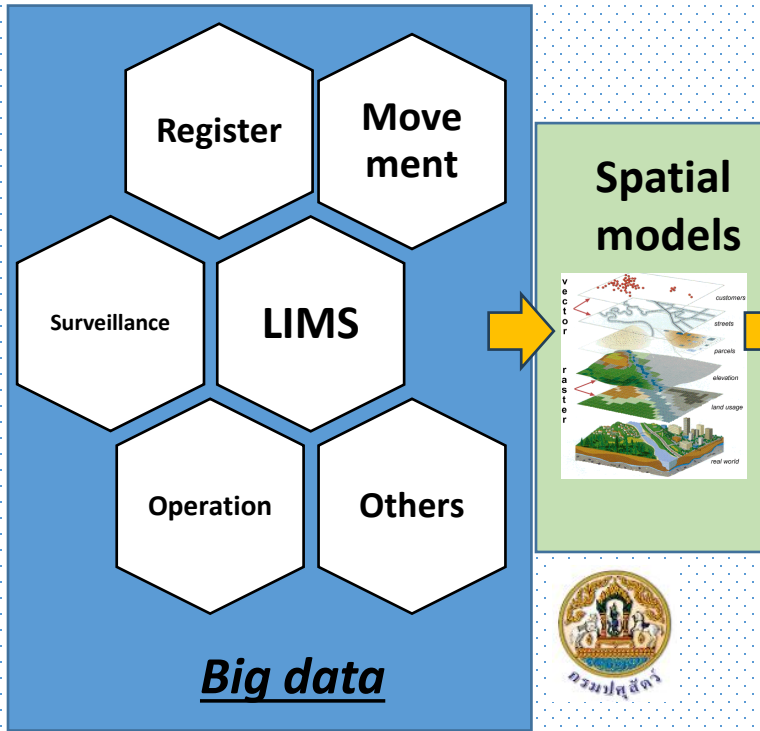 Register
Move
ment
Surveillance
LIMS
Operation
Others
Big data
Spatial
models
vector
customers
streets
parcels
raster
elevation
land usage
real world
กรมปศุสัตว์